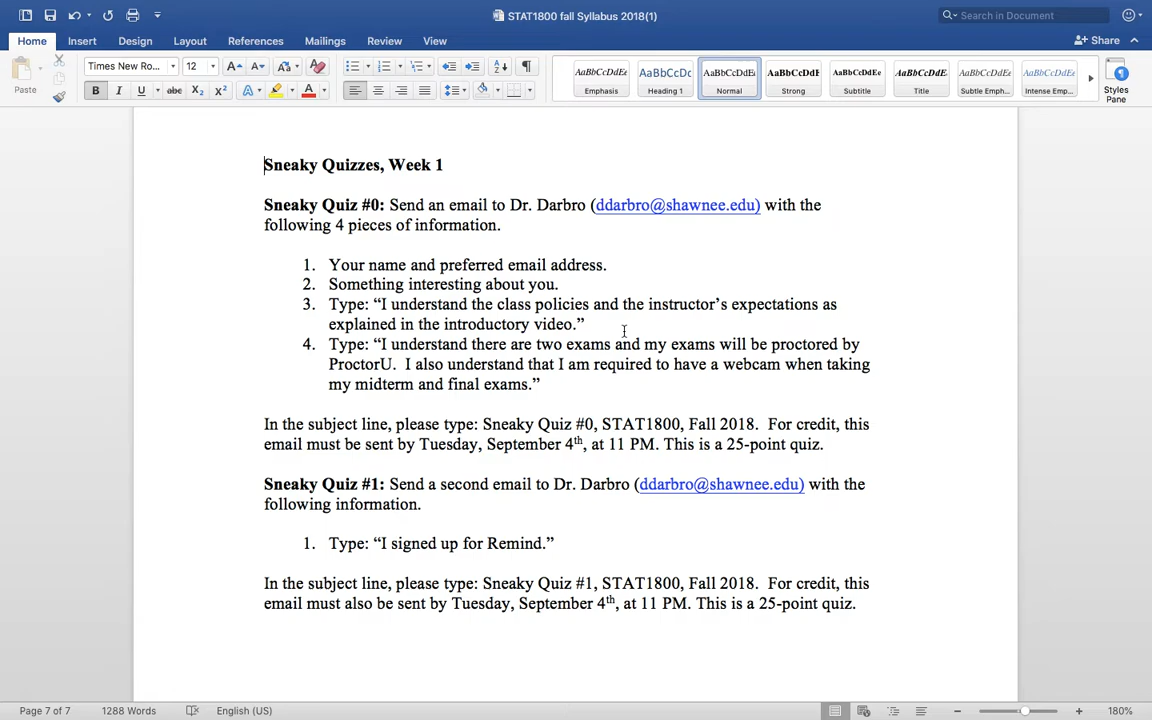 STAT1800 fall Syllabus 2018(1)
Search in Document
Home Insert Design Layout References Mailings Review View
Share
Paste
Times New Ro... 12
B I U abc X₂ X² A A
AaBbCcDdEe Emphasis
AaBbCcDc Heading 1
AaBbCcDdEe Normal
AaBbCcDdE Strong
AaBbCcDdEe Subtitle
AaBbCcDdE Title
AaBbCcDdEe Subtle Emph...
AaBbCcDdEe Intense Emp...
Styles
Pane
Sneaky Quizzes, Week 1
Sneaky Quiz #0: Send an email to Dr. Darbro (ddarbro@shawnee.edu) with the
following 4 pieces of information.
1. Your name and preferred email address.
2. Something interesting about you.
3. Type: “I understand the class policies and the instructor’s expectations as
explained in the introductory video.”
4. Type: “I understand there are two exams and my exams will be proctored by
ProctorU. I also understand that I am required to have a webcam when taking
my midterm and final exams.”
In the subject line, please type: Sneaky Quiz #0, STAT1800, Fall 2018. For credit, this
email must be sent by Tuesday, September 4th, at 11 PM. This is a 25-point quiz.
Sneaky Quiz #1: Send a second email to Dr. Darbro (ddarbro@shawnee.edu) with the
following information.
1. Type: “I signed up for Remind.”
In the subject line, please type: Sneaky Quiz #1, STAT1800, Fall 2018. For credit, this
email must also be sent by Tuesday, September 4th, at 11 PM. This is a 25-point quiz.
Page 7 of 7 1288 Words English (US) 180%